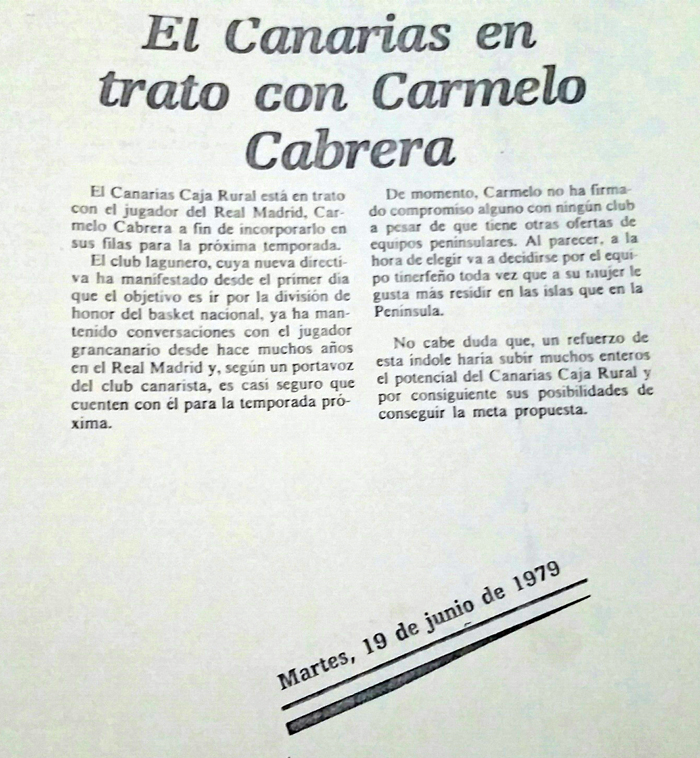 El Canarias en
trato con Carmelo
Cabrera
El Canarias Caja Rural está en trato
con el jugador del Real Madrid, Car-
melo Cabrera a fin de incorporarlo en
sus filas para la próxima temporada.
El club lagunero, cuya nueva directi-
va ha manifestado desde el primer día
que el objetivo es ir por la división de
honor del basket nacional, ya ha man-
tenido conversaciones con el jugador
grancanario desde hace muchos años
en el Real Madrid y, según un portavoz
del club canarista, es casi seguro que
cuenten con él para la temporada pró-
xima.
De momento, Carmelo no ha firma-
do compromiso alguno con ningún club
a pesar de que tiene otras ofertas de
equipos peninsulares. Al parecer, a la
hora de elegir va a decidirse por el equi-
po tinerfeño toda vez que a su mujer le
gusta más residir en las islas que en la
Península.
No cabe duda que, un refuerzo de
esta índole haría subir muchos enteros
el potencial del Canarias Caja Rural y
por consiguiente sus posibilidades de
conseguir la meta propuesta.
Martes, 19 de junio de 1979